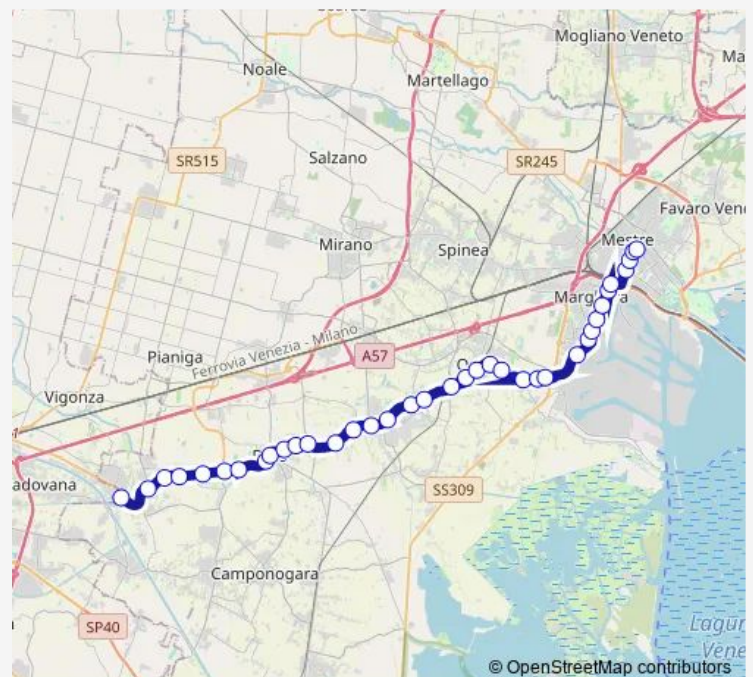 Mogliano Veneto
Noale
Martellago
SR515
Salzano
SR245
Favaro Vene
Mirano
Spinea
Mestre
Ferrovia Venezia - Milano
A57
Pianiga
Vigonza
adovana
SS309
Camponogara
SP40
Lagun
Vene
© OpenStreetMap contributors